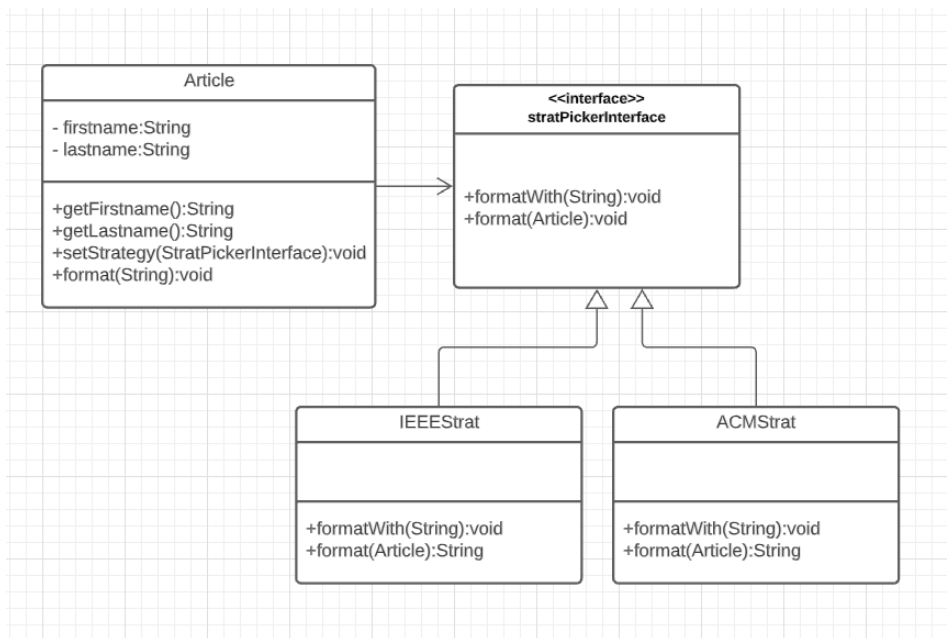 Article
- firstname:String
- lastname:String
+getFirstname():String
+getLastname():String
+setStrategy(StratPickerInterface):void
+format(String):void
<<interface>>
stratPickerInterface
+formatWith(String):void
+format(Article):void
IEEEStrat
+formatWith(String):void
+format(Article):String
ACMStrat
+formatWith(String):void
+format(Article):String